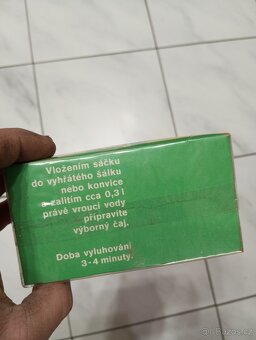 Vložením sáčku
do vyhřátého šálku
nebo konvice
a zalitím cca 0,3 l
právě vroucí vody
připravíte
výborný čaj.
Doba vyluhování
3-4 minuty.